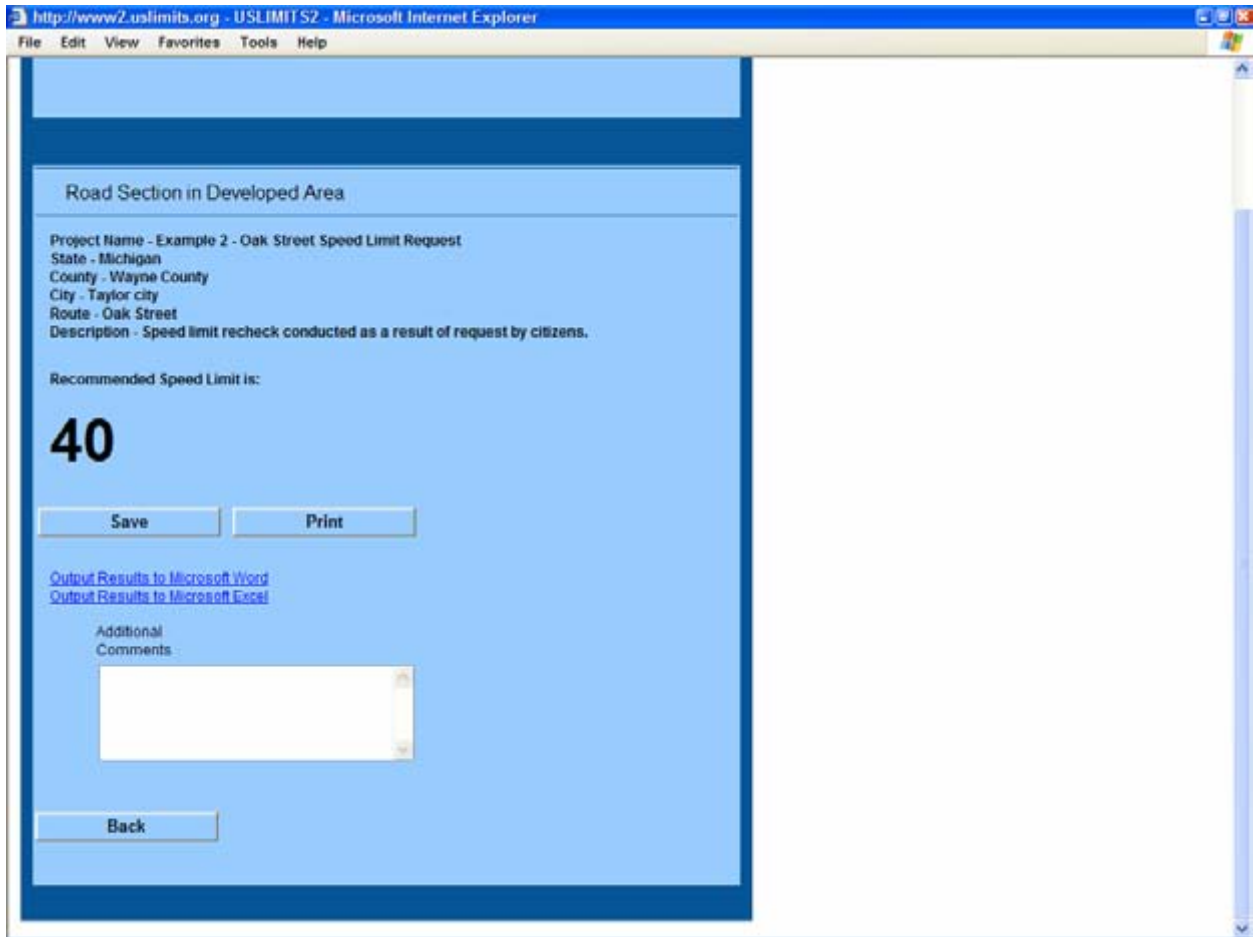 http://www2.uslimits.org - USLIMITS2 - Microsoft Internet Explorer
File Edit View Favorites Tools Help
Road Section in Developed Area
Project Name - Example 2 - Oak Street Speed Limit Request
State - Michigan
County - Wayne County
City - Taylor city
Route - Oak Street
Description - Speed limit recheck conducted as a result of request by citizens.
Recommended Speed Limit is:
40
Save Print
Output Results to Microsoft Word
Output Results to Microsoft Excel
Additional
Comments
Back